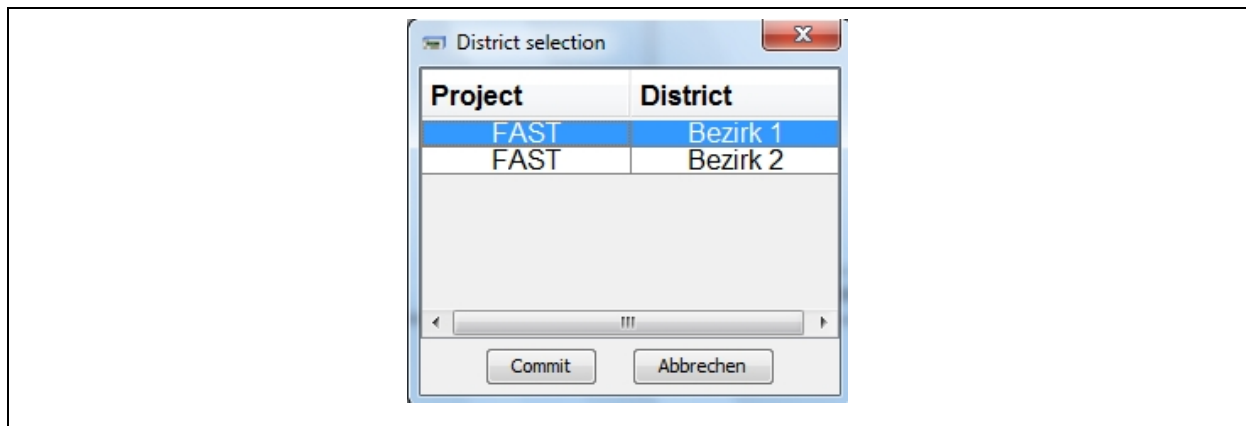 District selection
Project District
FAST Bezirk 1
FAST Bezirk 2
Commit Abbrechen